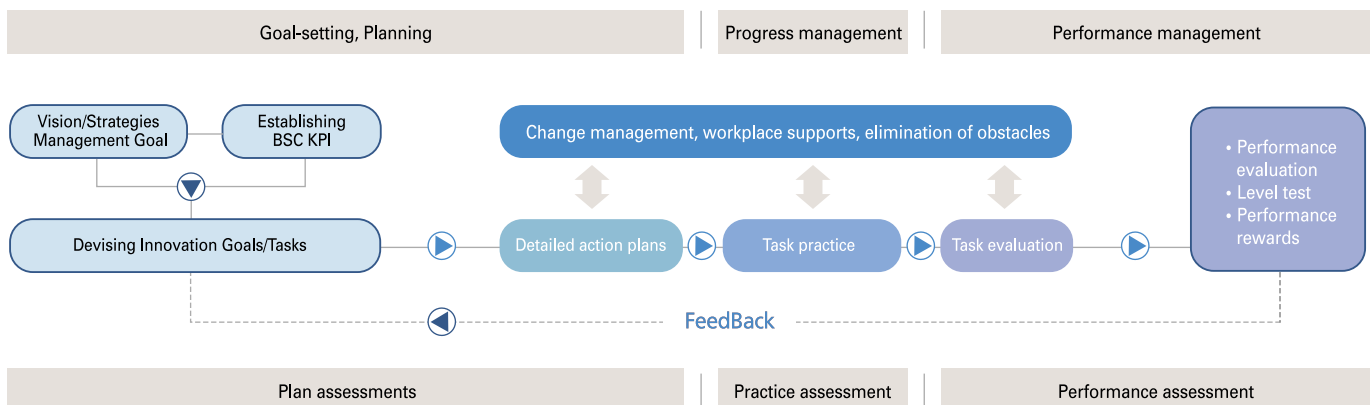 Goal-setting, Planning
Progress management
Performance management
Vision/Strategies
Management Goal
Establishing
BSC KPI
Change management, workplace supports, elimination of obstacles
• Performance
evaluation
• Level test
• Performance
rewards
Devising Innovation Goals/Tasks
Detailed action plans
Task practice
Task evaluation
FeedBack
Plan assessments
Practice assessment
Performance assessment